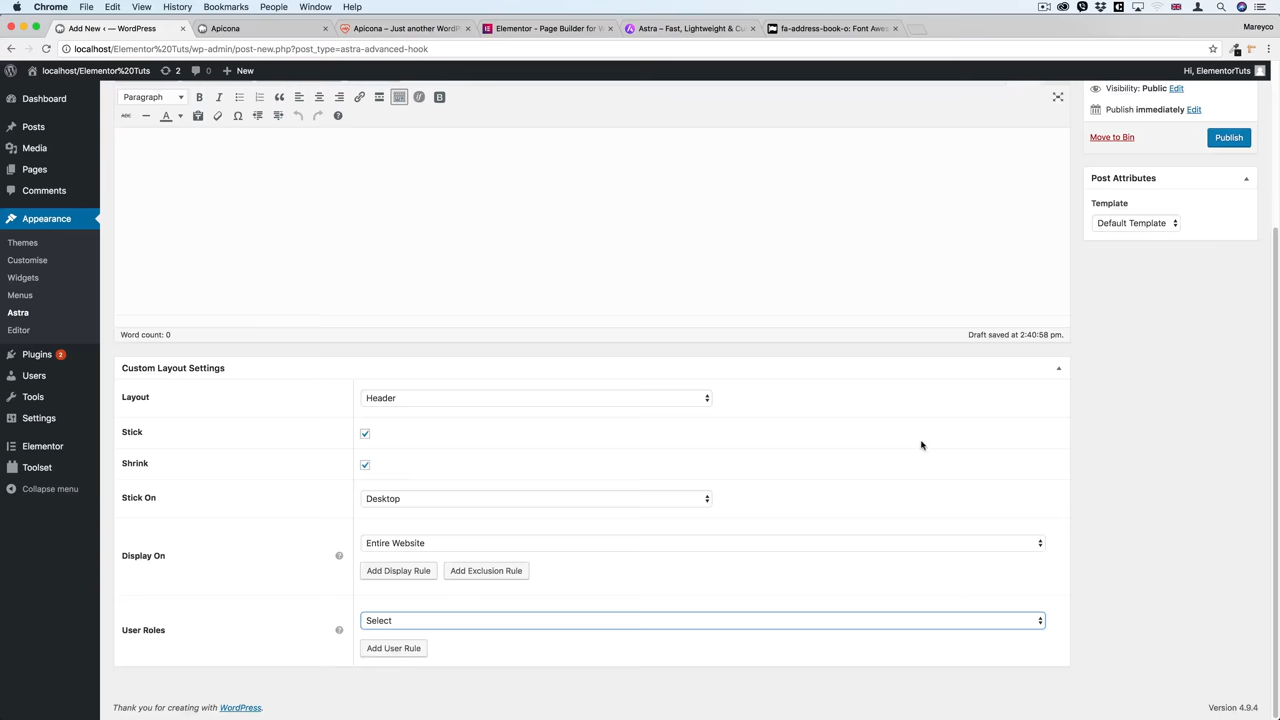 Chrome File Edit View History Bookmarks People Window Help
Add New ‹ — WordPress Apicona Apicona – Just another WordP Elementor - Page Builder for W Astra – Fast, Lightweight & Cu fa-address-book-o: Font Awes Mareyco
localhost/Elementor%20Tuts/wp-admin/post-new.php?post_type=astra-advanced-hook
localhost/Elementor%20Tuts 2 0 New Hi, ElementorTuts
Dashboard
Posts
Media
Pages
Comments
Appearance
Themes
Customise
Widgets
Menus
Astra
Editor
Plugins 2
Users
Tools
Settings
Elementor
Toolset
Collapse menu
Paragraph B I
ABC A
Word count: 0 Draft saved at 2:40:58 pm.
Visibility: Public Edit
Publish immediately Edit
Move to Bin Publish
Post Attributes
Template
Default Template
Custom Layout Settings
Layout Header
Stick
Shrink
Stick On Desktop
Display On Entire Website
Add Display Rule Add Exclusion Rule
User Roles Select
Add User Rule
Thank you for creating with WordPress. Version 4.9.4